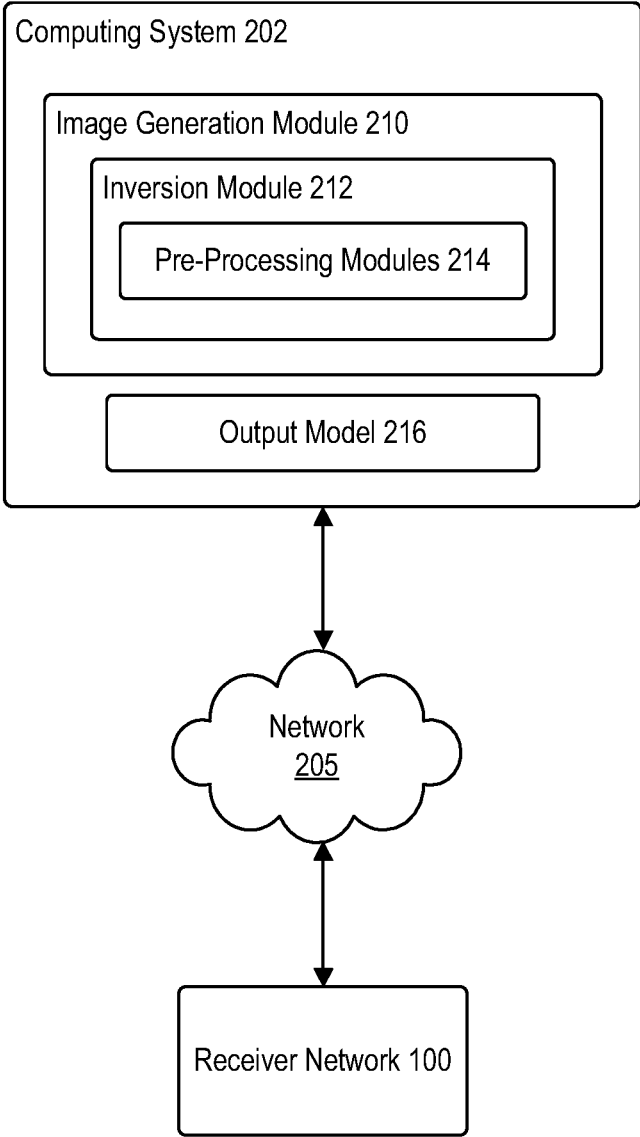 Computing System 202
Image Generation Module 210
Inversion Module 212
Pre-Processing Modules 214
Output Model 216
Network
205
Receiver Network 100